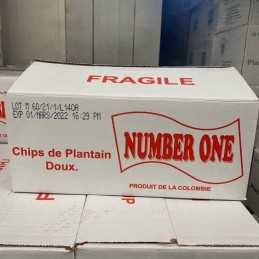 FRAGILE
LOT M 60/21/1/L140A
EXP 01/MARS/2022 16:29 PM
NUMBER ONE
Chips de Plantain
Doux.
PRODUIT DE LA COLOMBIE